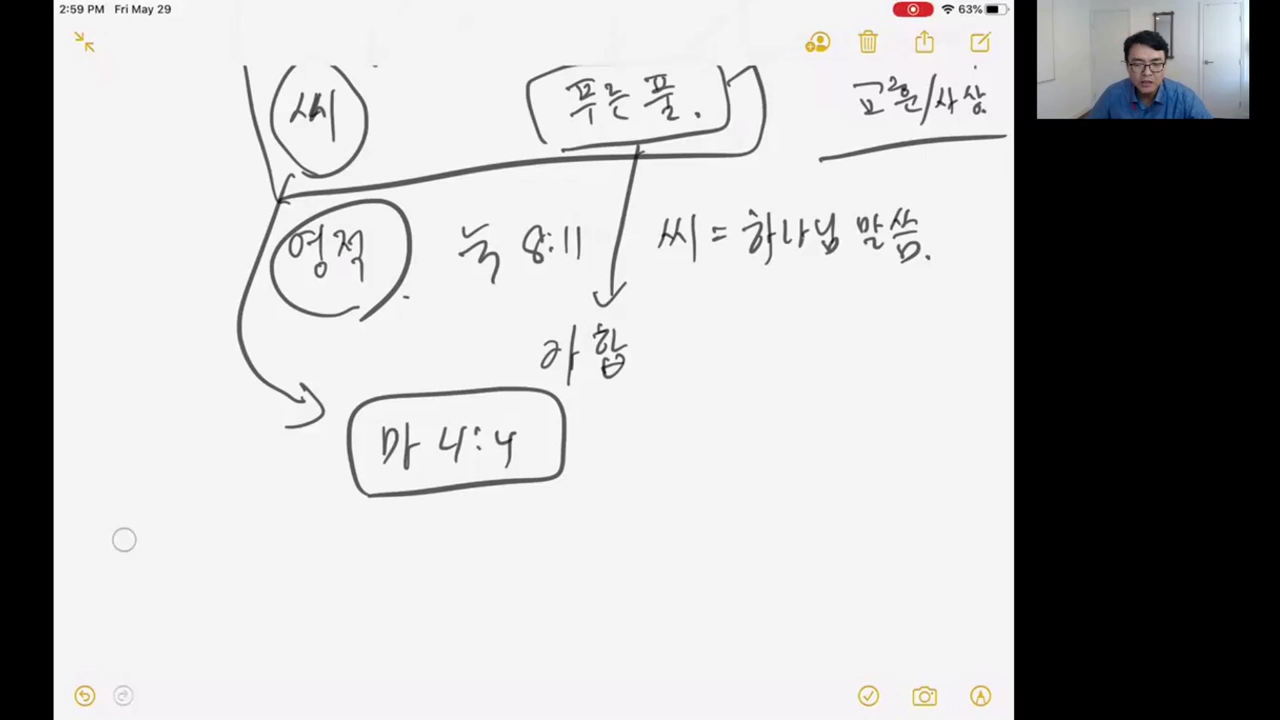 2:59 PM Fri May 29 63%
씨 푸른 풀. 교훈/사상.
영적 눅 8:11 씨 = 하나님 말씀.
아합
마 4:4